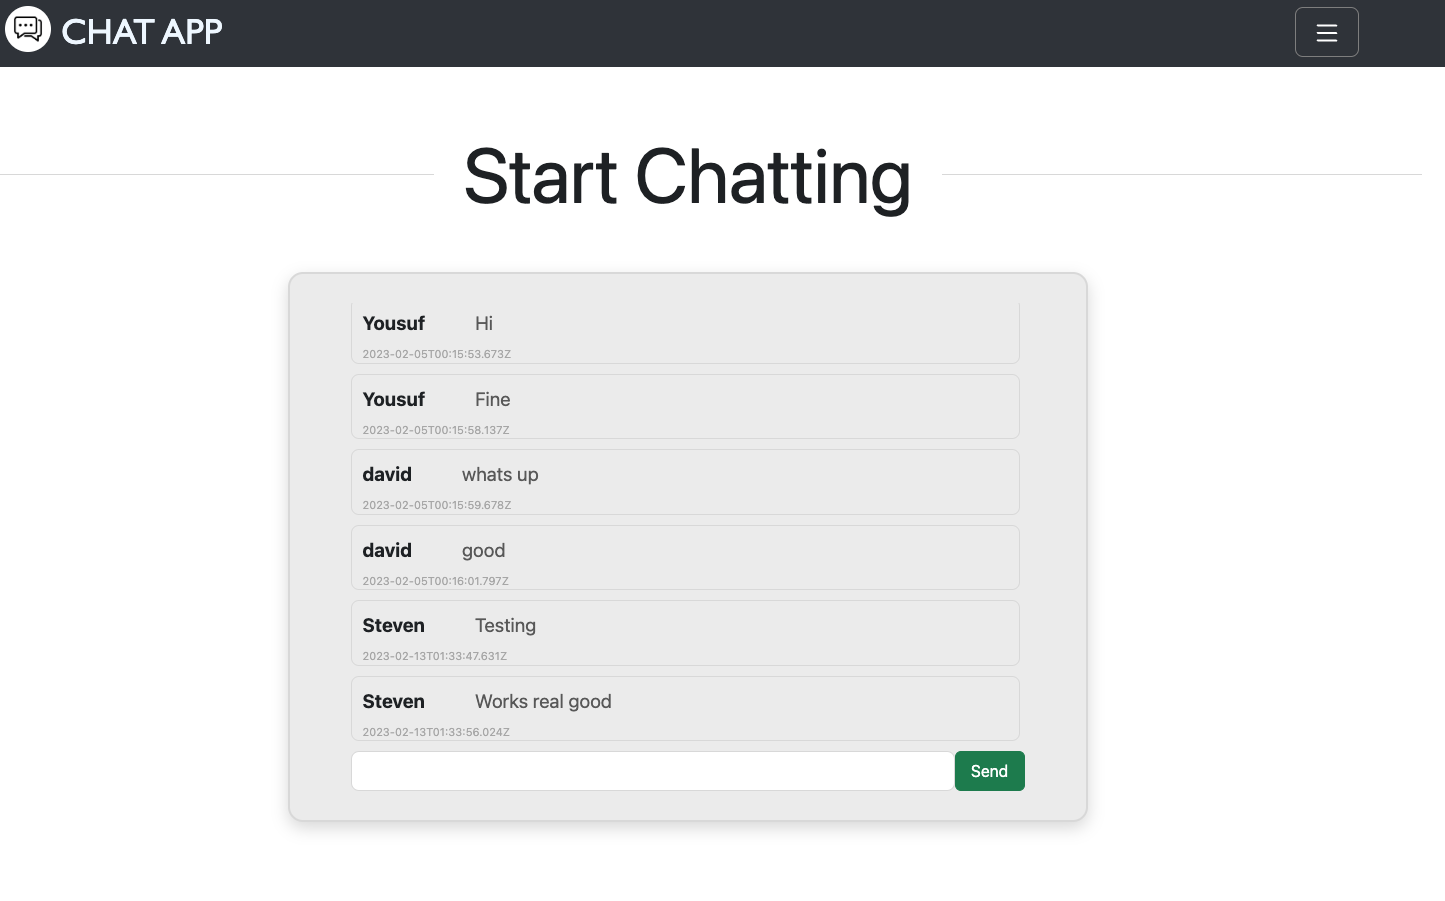 CHAT APP
Start Chatting
Yousuf Hi
2023-02-05T00:15:53.673Z
Yousuf Fine
2023-02-05T00:15:58.137Z
david whats up
2023-02-05T00:15:59.678Z
david good
2023-02-05T00:16:01.797Z
Steven Testing
2023-02-13T01:33:47.631Z
Steven Works real good
2023-02-13T01:33:56.024Z
Send